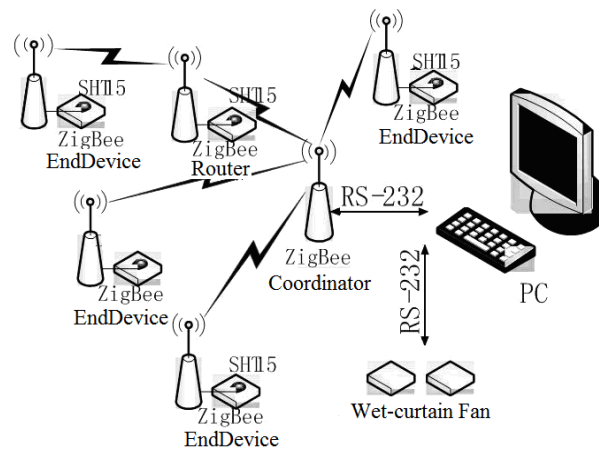 SHT15
ZigBee
EndDevice
SHT15
ZigBee
Router
SHT15
ZigBee
EndDevice
ZigBee
EndDevice
RS-232
ZigBee
Coordinator
RS-232
PC
SHT15
ZigBee
EndDevice
Wet-curtain Fan